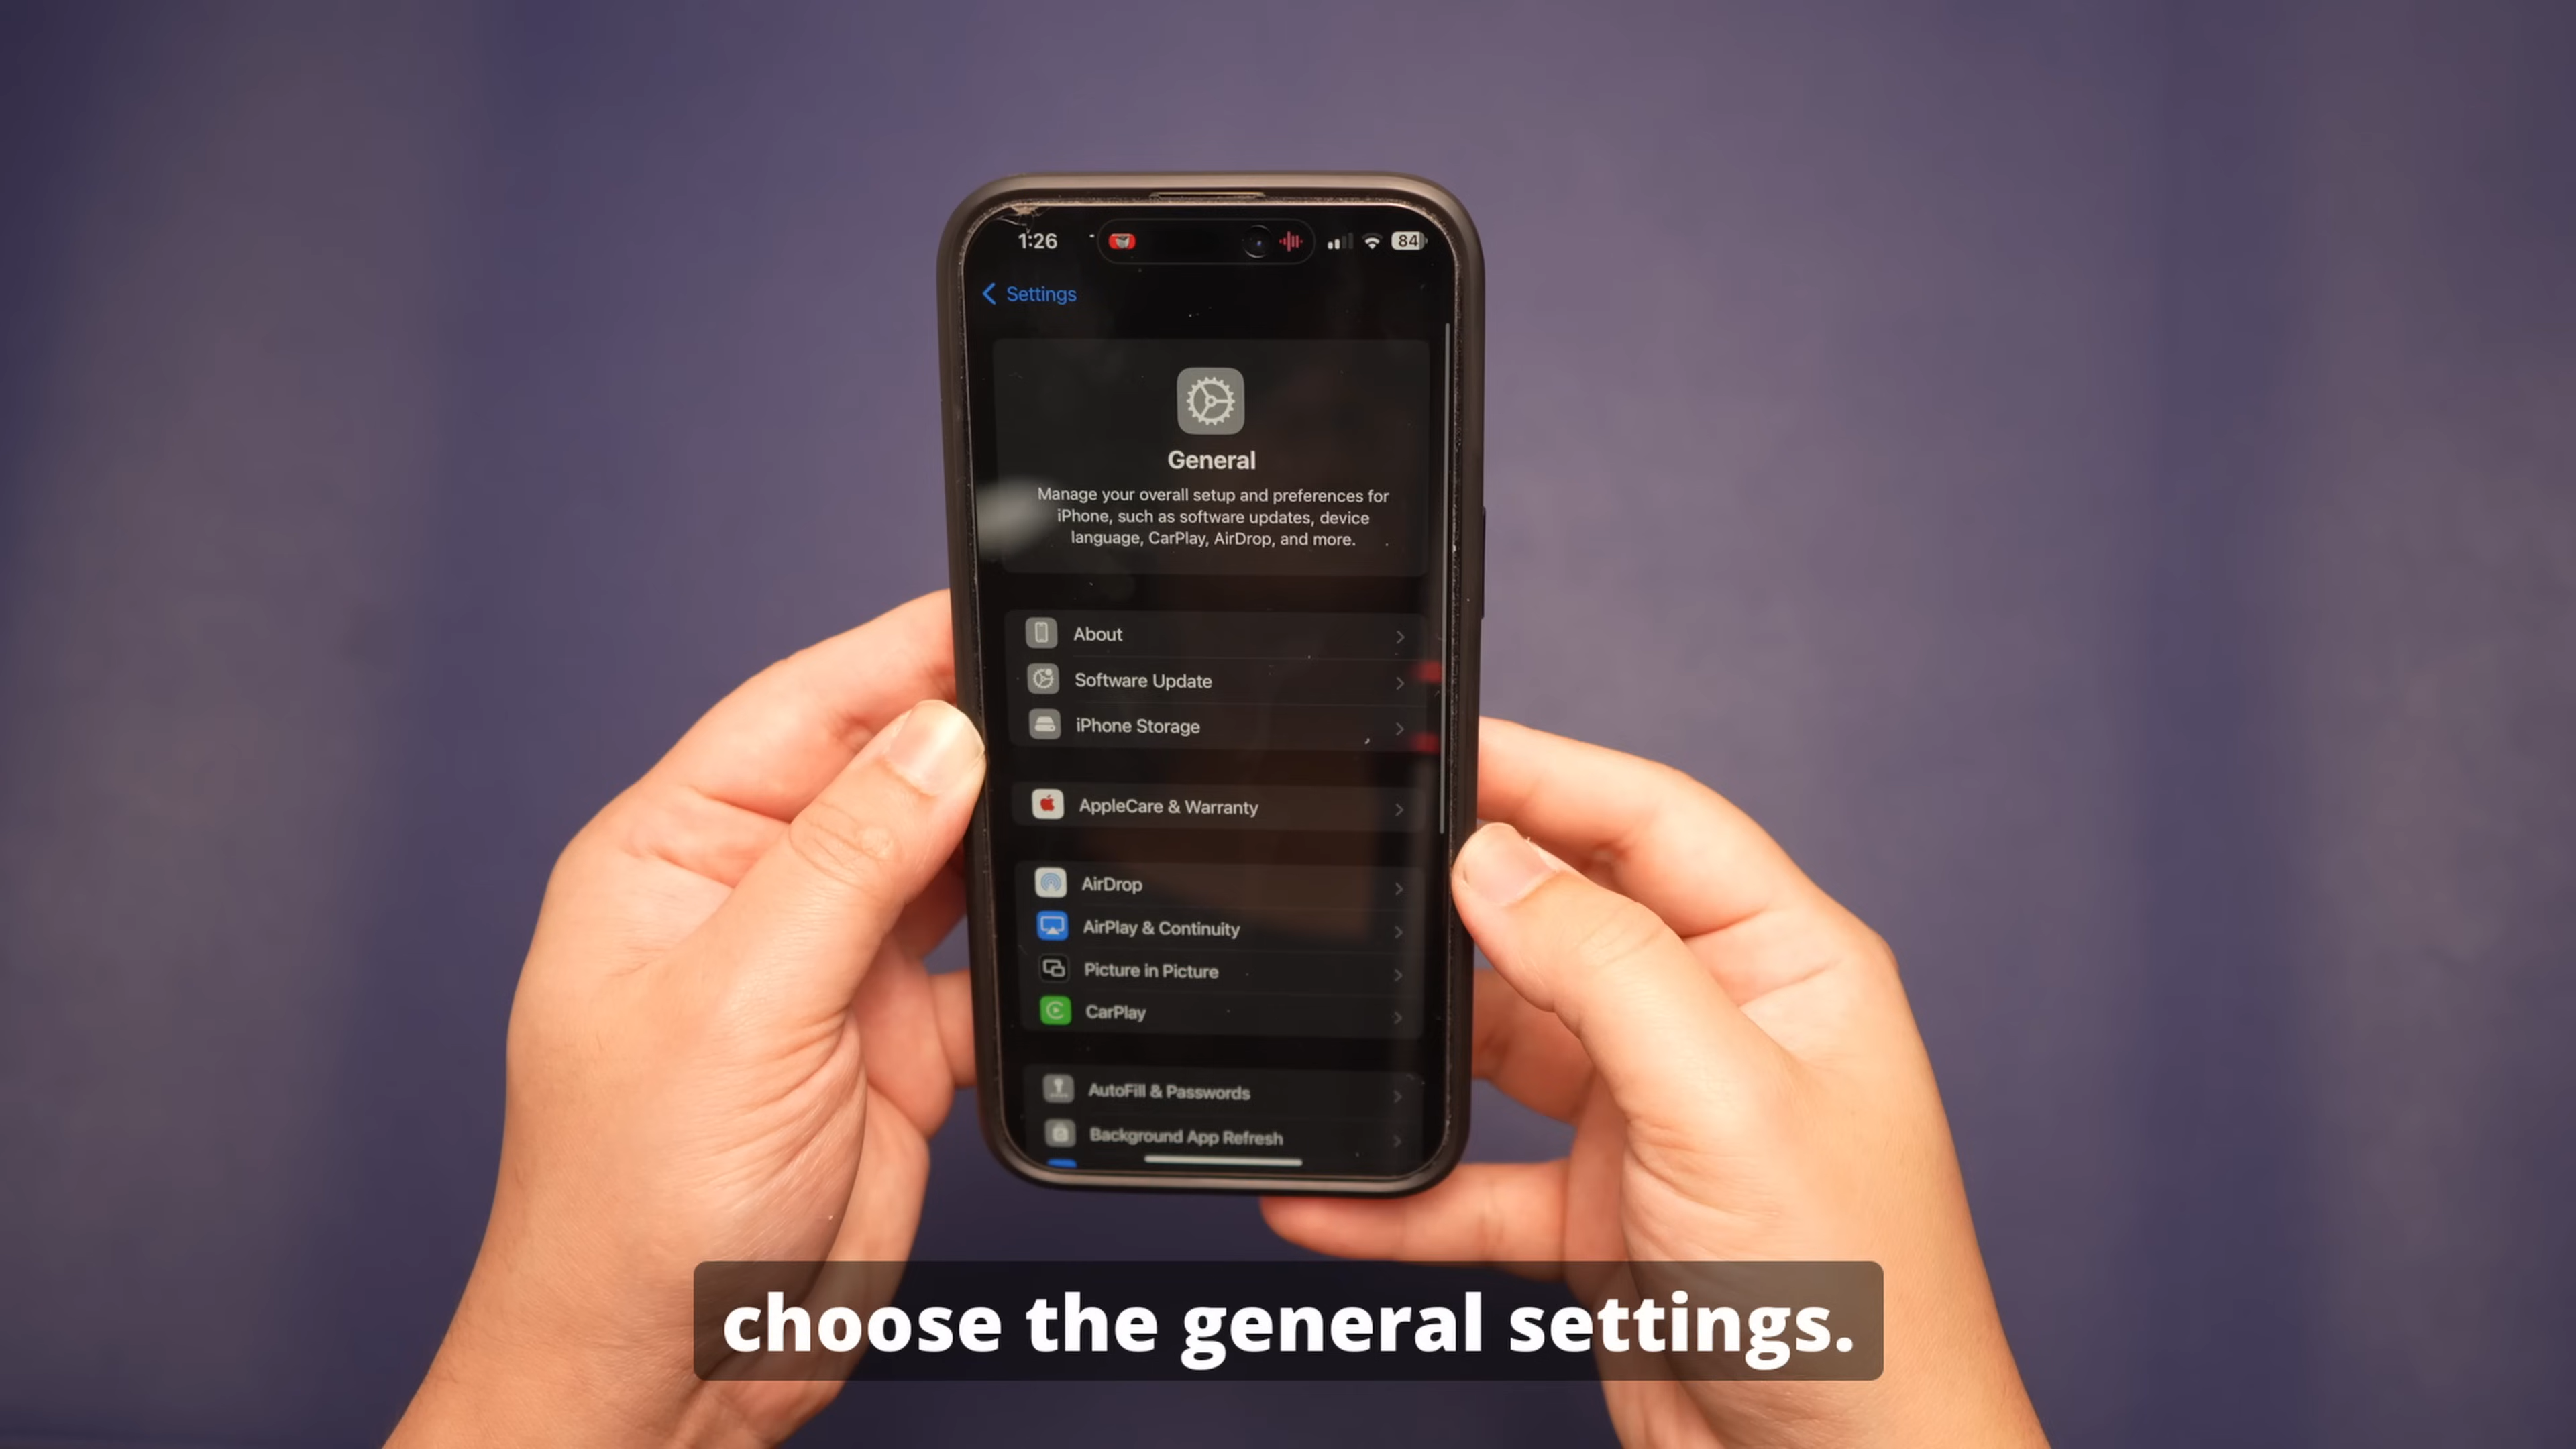 1:26
84
Settings
General
Manage your overall setup and preferences for
iPhone, such as software updates, device
language, CarPlay, AirDrop, and more.
About
Software Update
iPhone Storage
AppleCare & Warranty
AirDrop
AirPlay & Continuity
Picture in Picture
CarPlay
AutoFill & Passwords
Background App Refresh
choose the general settings.